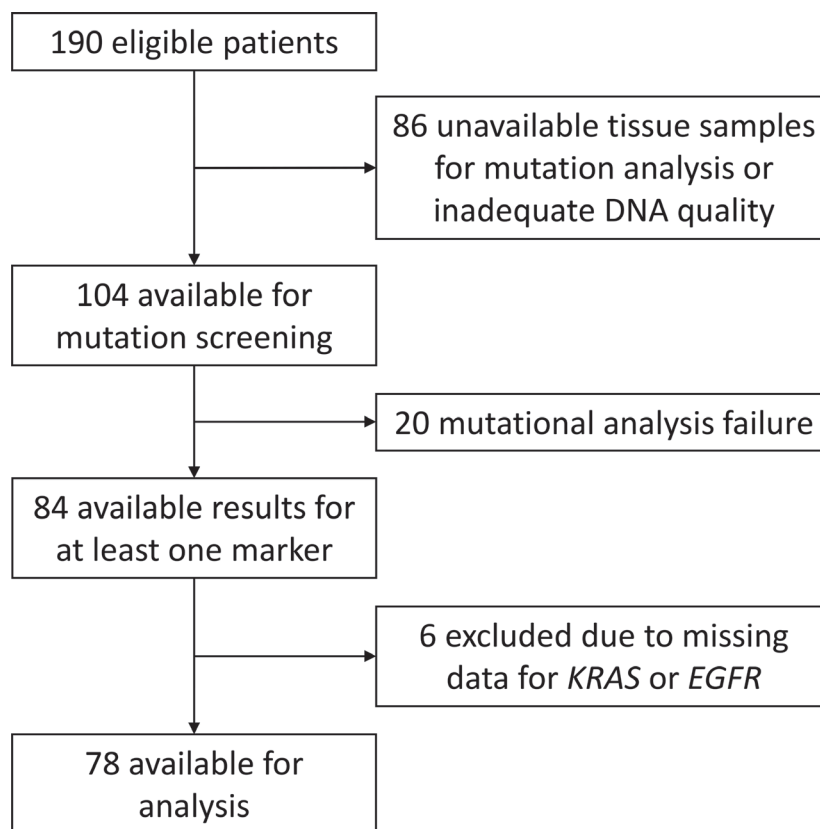 190 eligible patients
86 unavailable tissue samples
for mutation analysis or
inadequate DNA quality
104 available for
mutation screening
20 mutational analysis failure
84 available results for
at least one marker
6 excluded due to missing
data for KRAS or EGFR
78 available for
analysis